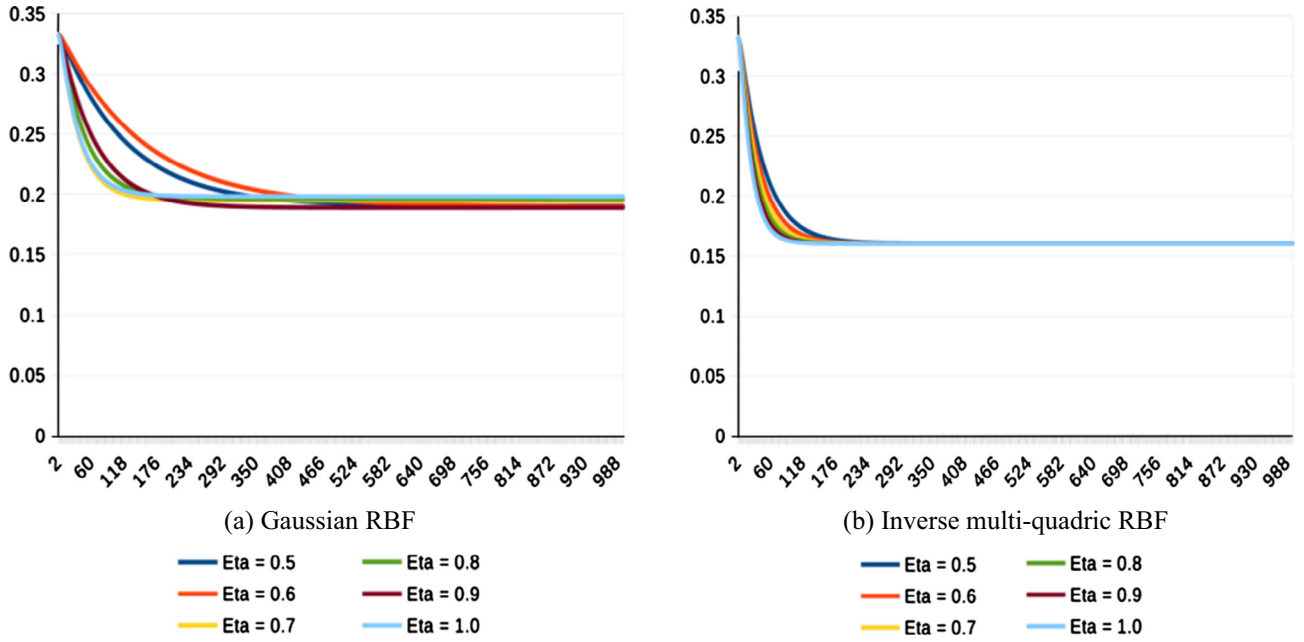 0.35
0.3
0.25
0.2
0.15
0.1
0.05
0
2 60 118 176 234 292 350 408 466 524 582 640 698 756 814 872 930 988
(a) Gaussian RBF
Eta = 0.5 Eta = 0.8
Eta = 0.6 Eta = 0.9
Eta = 0.7 Eta = 1.0
0.35
0.3
0.25
0.2
0.15
0.1
0.05
0
2 60 118 176 234 292 350 408 466 524 582 640 698 756 814 872 930 988
(b) Inverse multi-quadric RBF
Eta = 0.5 Eta = 0.8
Eta = 0.6 Eta = 0.9
Eta = 0.7 Eta = 1.0